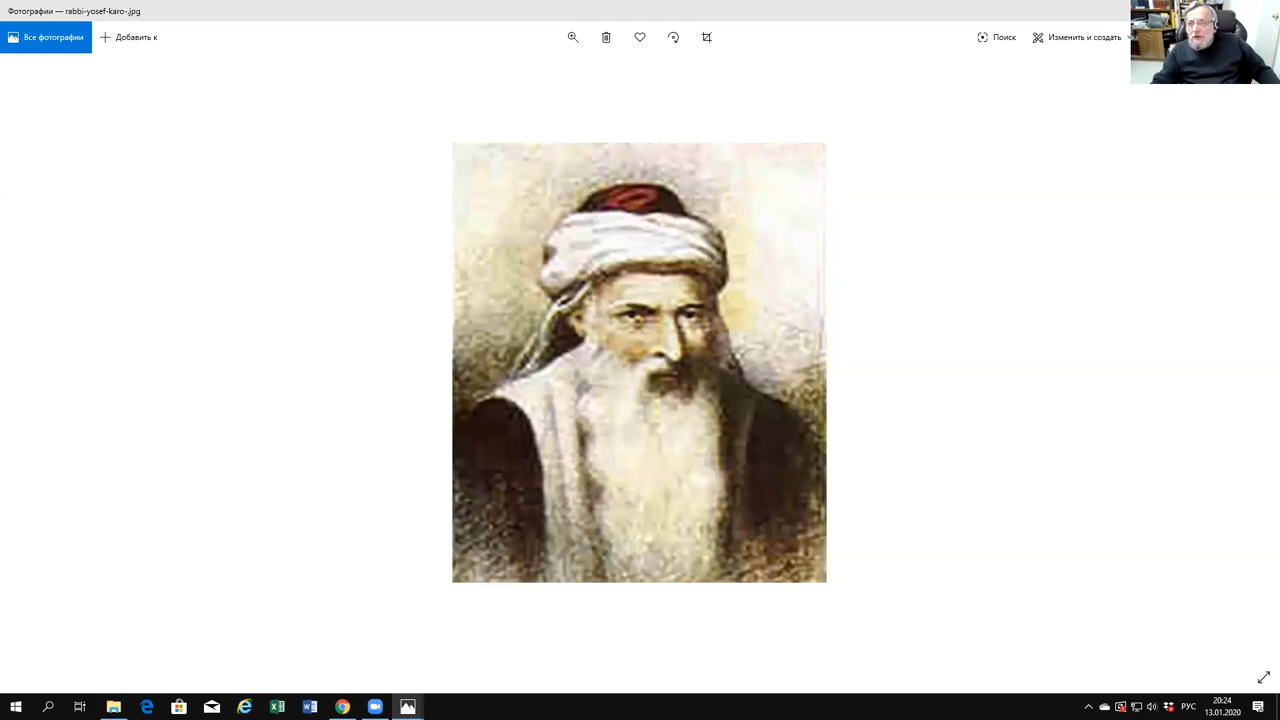 Фотографии — rabbi-yosef-karo-.jpg
Все фотографии
Добавить к
Поиск
Изменить и создать
РУС
20:24
13.01.2020